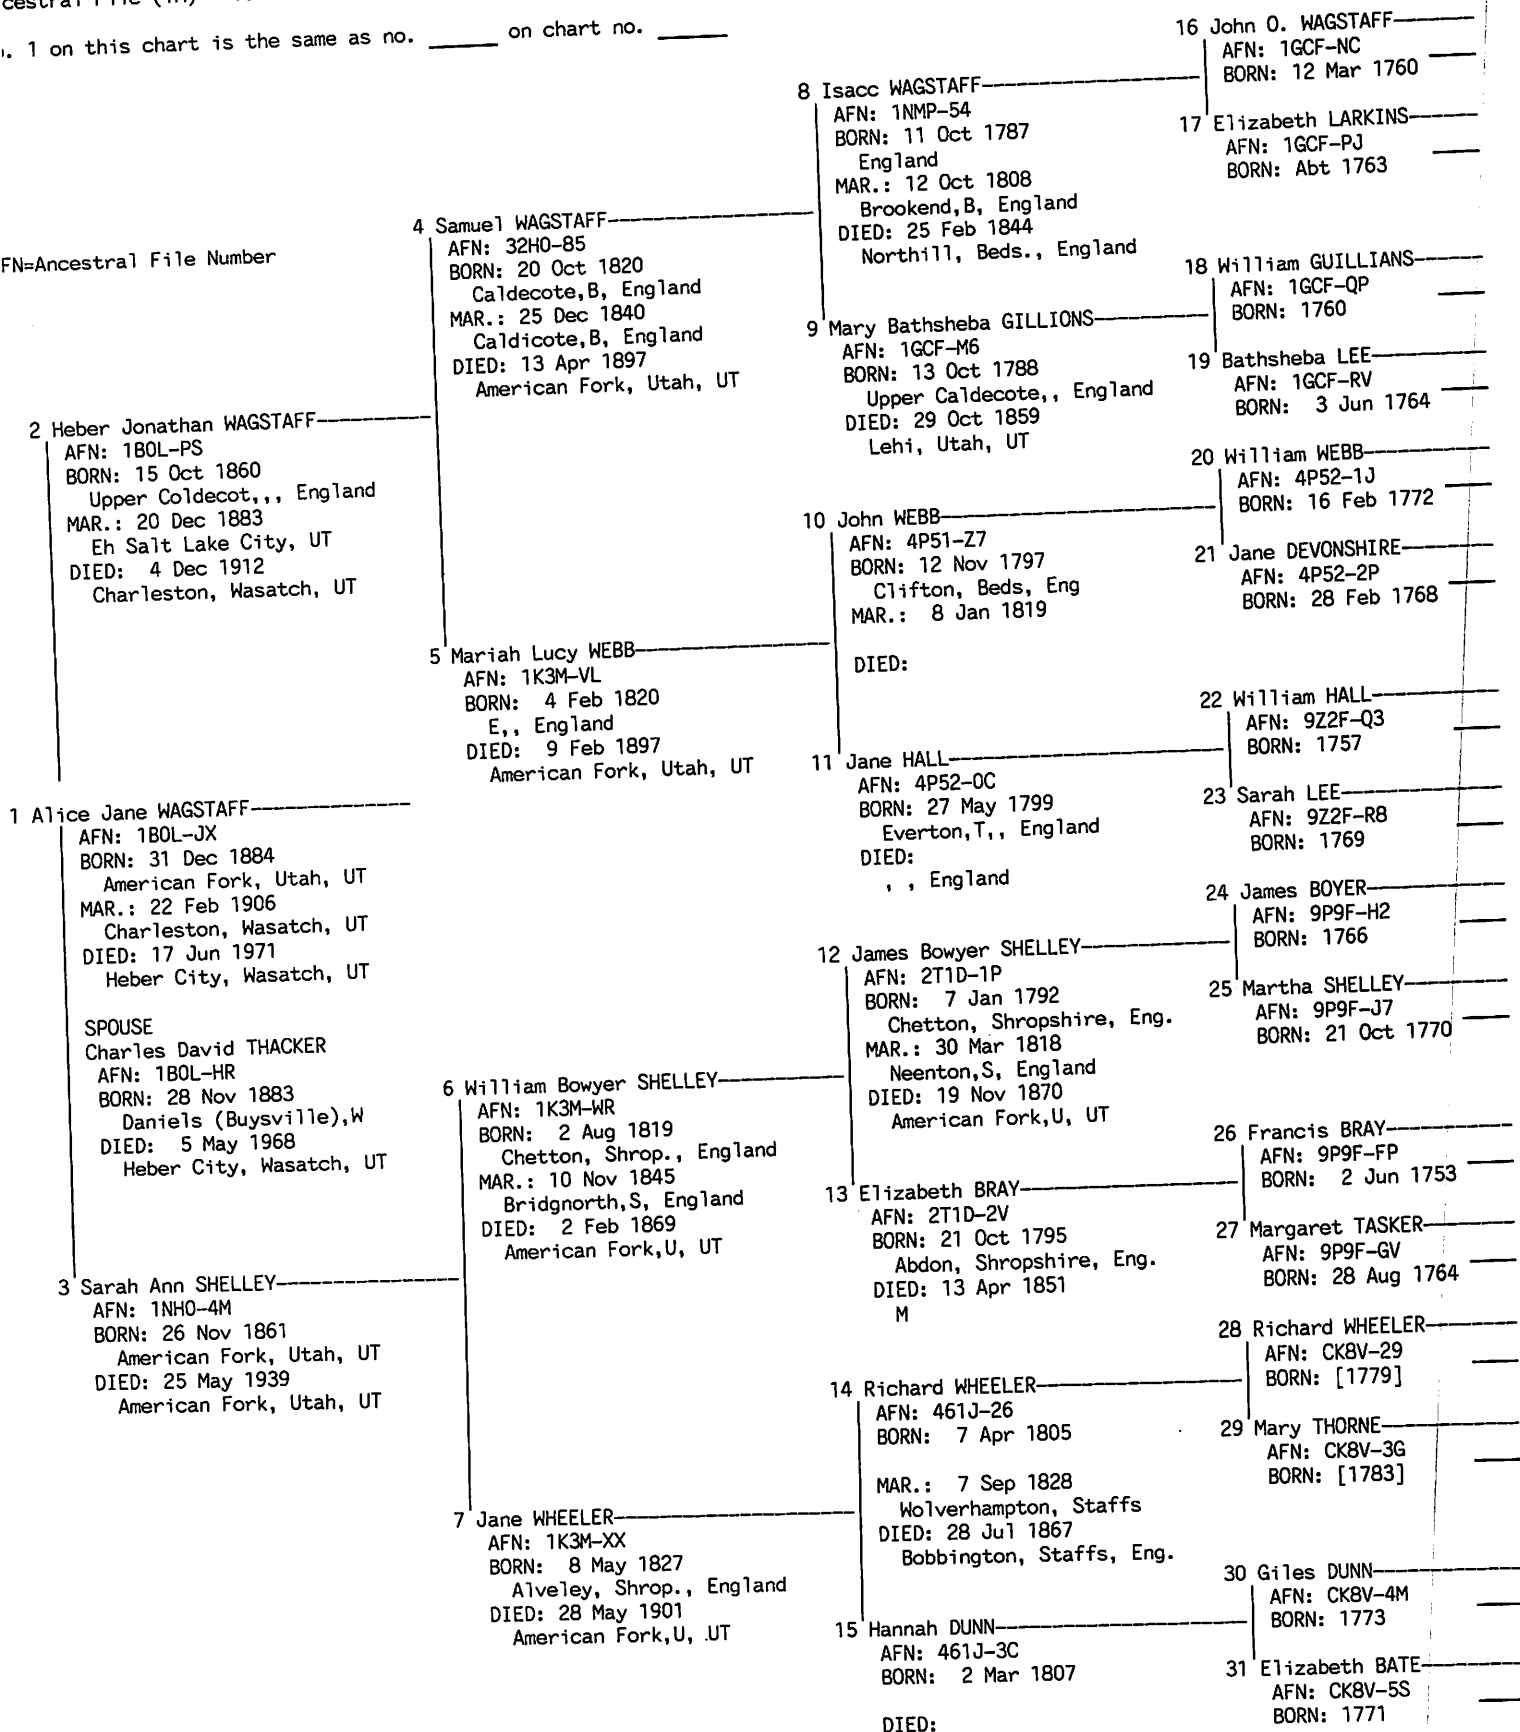 1 on this chart is the same as no. _____ on chart no. _____
FN=Ancestral File Number
1 Alice Jane WAGSTAFF
AFN: 1B0L-JX
BORN: 31 Dec 1884
American Fork, Utah, UT
MAR.: 22 Feb 1906
Charleston, Wasatch, UT
DIED: 17 Jun 1971
Heber City, Wasatch, UT
SPOUSE
Charles David THACKER
AFN: 1B0L-HR
BORN: 28 Nov 1883
Daniels (Buysville),W
DIED: 5 May 1968
Heber City, Wasatch, UT
2 Heber Jonathan WAGSTAFF
AFN: 1B0L-PS
BORN: 15 Oct 1860
Upper Coldecot,,, England
MAR.: 20 Dec 1883
Eh Salt Lake City, UT
DIED: 4 Dec 1912
Charleston, Wasatch, UT
3 Sarah Ann SHELLEY
AFN: 1NH0-4M
BORN: 26 Nov 1861
American Fork, Utah, UT
DIED: 25 May 1939
American Fork, Utah, UT
4 Samuel WAGSTAFF
AFN: 32H0-85
BORN: 20 Oct 1820
Caldecote,B, England
MAR.: 25 Dec 1840
Caldicote,B, England
DIED: 13 Apr 1897
American Fork, Utah, UT
5 Mariah Lucy WEBB
AFN: 1K3M-VL
BORN: 4 Feb 1820
E,, England
DIED: 9 Feb 1897
American Fork, Utah, UT
6 William Bowyer SHELLEY
AFN: 1K3M-WR
BORN: 2 Aug 1819
Chetton, Shrop., England
MAR.: 10 Nov 1845
Bridgnorth,S, England
DIED: 2 Feb 1869
American Fork,U, UT
7 Jane WHEELER
AFN: 1K3M-XX
BORN: 8 May 1827
Alveley, Shrop., England
DIED: 28 May 1901
American Fork,U, UT
8 Isacc WAGSTAFF
AFN: 1NMP-54
BORN: 11 Oct 1787
England
MAR.: 12 Oct 1808
Brookend,B, England
DIED: 25 Feb 1844
Northill, Beds., England
9 Mary Bathsheba GILLIONS
AFN: 1GCF-M6
BORN: 13 Oct 1788
Upper Caldecote,, England
DIED: 29 Oct 1859
Lehi, Utah, UT
10 John WEBB
AFN: 4P51-Z7
BORN: 12 Nov 1797
Clifton, Beds, Eng
MAR.: 8 Jan 1819
DIED:
11 Jane HALL
AFN: 4P52-0C
BORN: 27 May 1799
Everton,T,, England
DIED:
, , England
12 James Bowyer SHELLEY
AFN: 2T1D-1P
BORN: 7 Jan 1792
Chetton, Shropshire, Eng.
MAR.: 30 Mar 1818
Neenton,S, England
DIED: 19 Nov 1870
American Fork,U, UT
13 Elizabeth BRAY
AFN: 2T1D-2V
BORN: 21 Oct 1795
Abdon, Shropshire, Eng.
DIED: 13 Apr 1851
M
14 Richard WHEELER
AFN: 461J-26
BORN: 7 Apr 1805
MAR.: 7 Sep 1828
Wolverhampton, Staffs
DIED: 28 Jul 1867
Bobbington, Staffs, Eng.
15 Hannah DUNN
AFN: 461J-3C
BORN: 2 Mar 1807
DIED:
16 John O. WAGSTAFF
AFN: 1GCF-NC
BORN: 12 Mar 1760
17 Elizabeth LARKINS
AFN: 1GCF-PJ
BORN: Abt 1763
18 William GUILLIANS
AFN: 1GCF-QP
BORN: 1760
19 Bathsheba LEE
AFN: 1GCF-RV
BORN: 3 Jun 1764
20 William WEBB
AFN: 4P52-1J
BORN: 16 Feb 1772
21 Jane DEVONSHIRE
AFN: 4P52-2P
BORN: 28 Feb 1768
22 William HALL
AFN: 9Z2F-Q3
BORN: 1757
23 Sarah LEE
AFN: 9Z2F-R8
BORN: 1769
24 James BOYER
AFN: 9P9F-H2
BORN: 1766
25 Martha SHELLEY
AFN: 9P9F-J7
BORN: 21 Oct 1770
26 Francis BRAY
AFN: 9P9F-FP
BORN: 2 Jun 1753
27 Margaret TASKER
AFN: 9P9F-GV
BORN: 28 Aug 1764
28 Richard WHEELER
AFN: CK8V-29
BORN: [1779]
29 Mary THORNE
AFN: CK8V-3G
BORN: [1783]
30 Giles DUNN
AFN: CK8V-4M
BORN: 1773
31 Elizabeth BATE
AFN: CK8V-5S
BORN: 1771